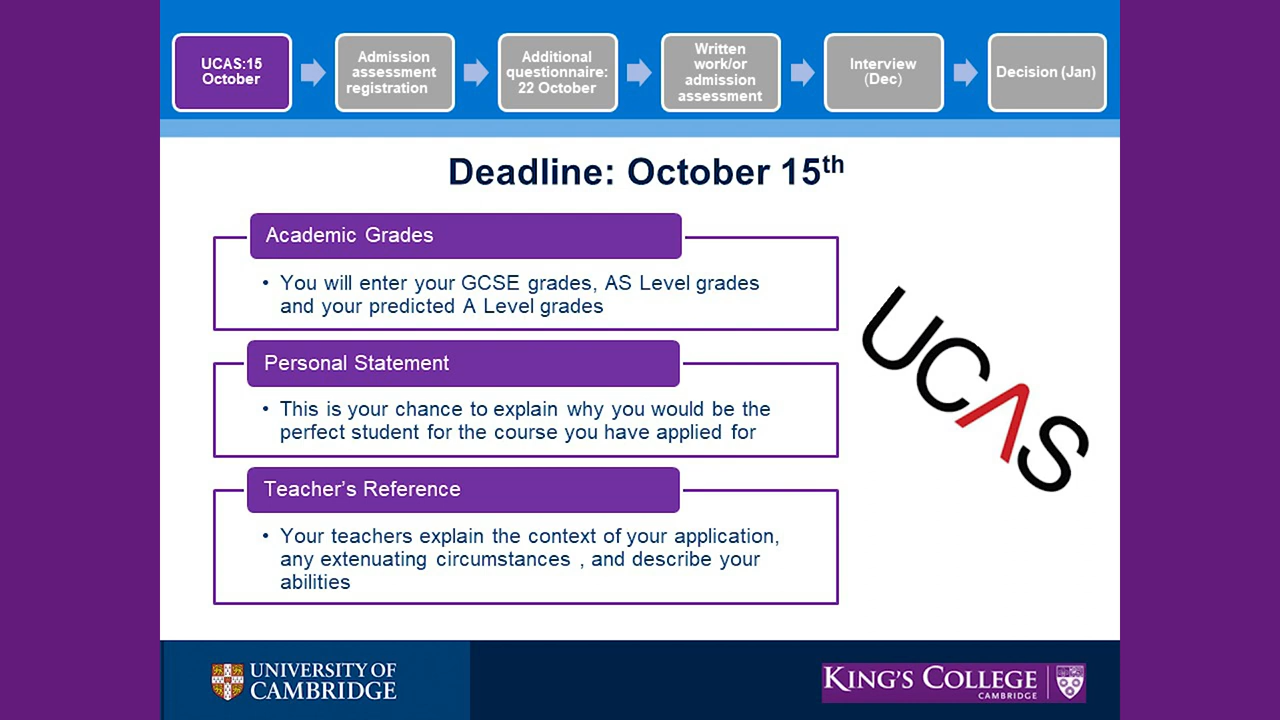 UCAS:15
October
Admission
assessment
registration
Additional
questionnaire:
22 October
Written
work/or
admission
assessment
Interview
(Dec)
Decision (Jan)
Deadline: October 15th
Academic Grades
• You will enter your GCSE grades, AS Level grades
and your predicted A Level grades
Personal Statement
• This is your chance to explain why you would be the
perfect student for the course you have applied for
Teacher's Reference
• Your teachers explain the context of your application,
any extenuating circumstances , and describe your
abilities
UCAS
UNIVERSITY OF
CAMBRIDGE
KING'S COLLEGE
CAMBRIDGE